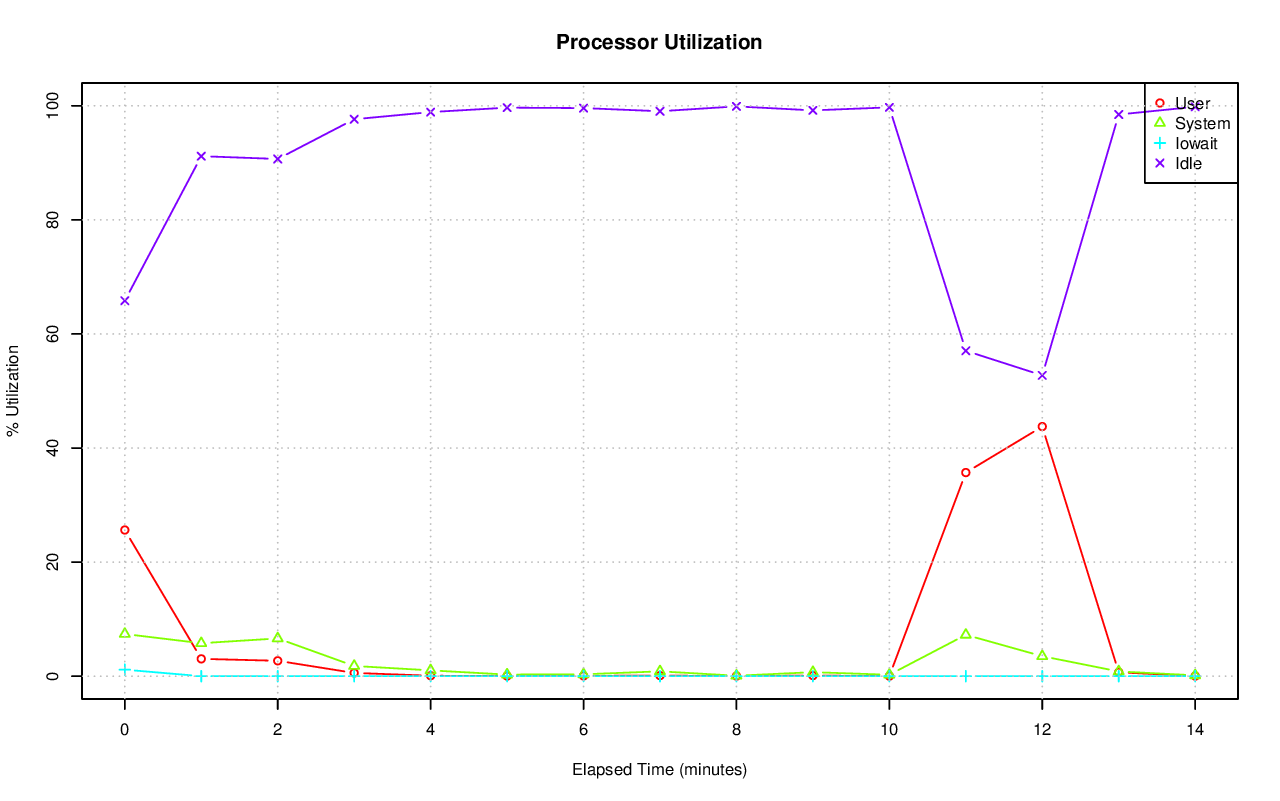 Processor Utilization
User
System
Iowait
Idle
% Utilization
100
80
60
40
20
0
0 2 4 6 8 10 12 14
Elapsed Time (minutes)